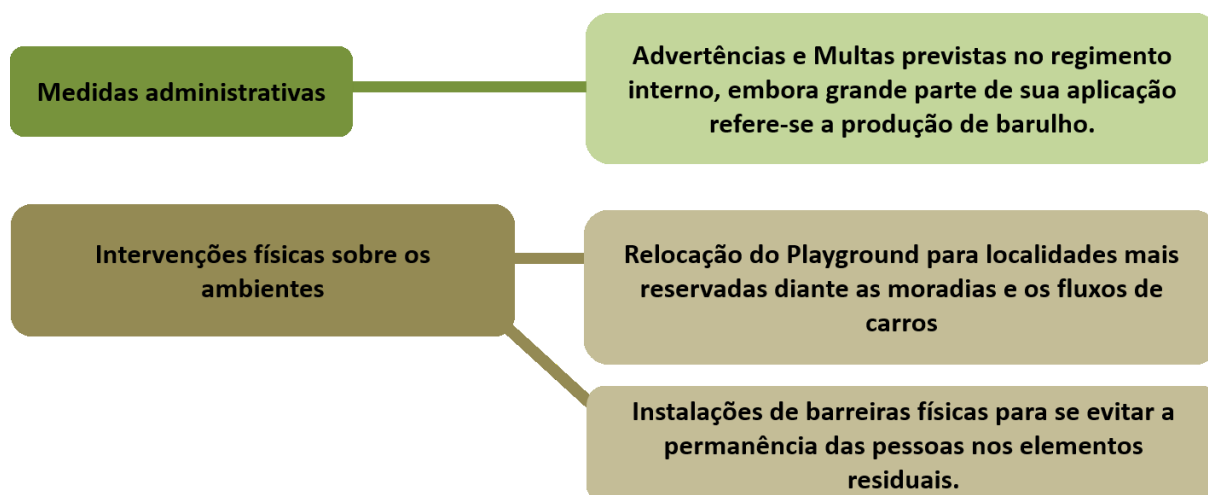 Medidas administrativas
Advertências e Multas previstas no regimento
interno, embora grande parte de sua aplicação
refere-se a produção de barulho.
Intervenções físicas sobre os
ambientes
Relocação do Playground para localidades mais
reservadas diante as moradias e os fluxos de
carros
Instalações de barreiras físicas para se evitar a
permanência das pessoas nos elementos
residuais.